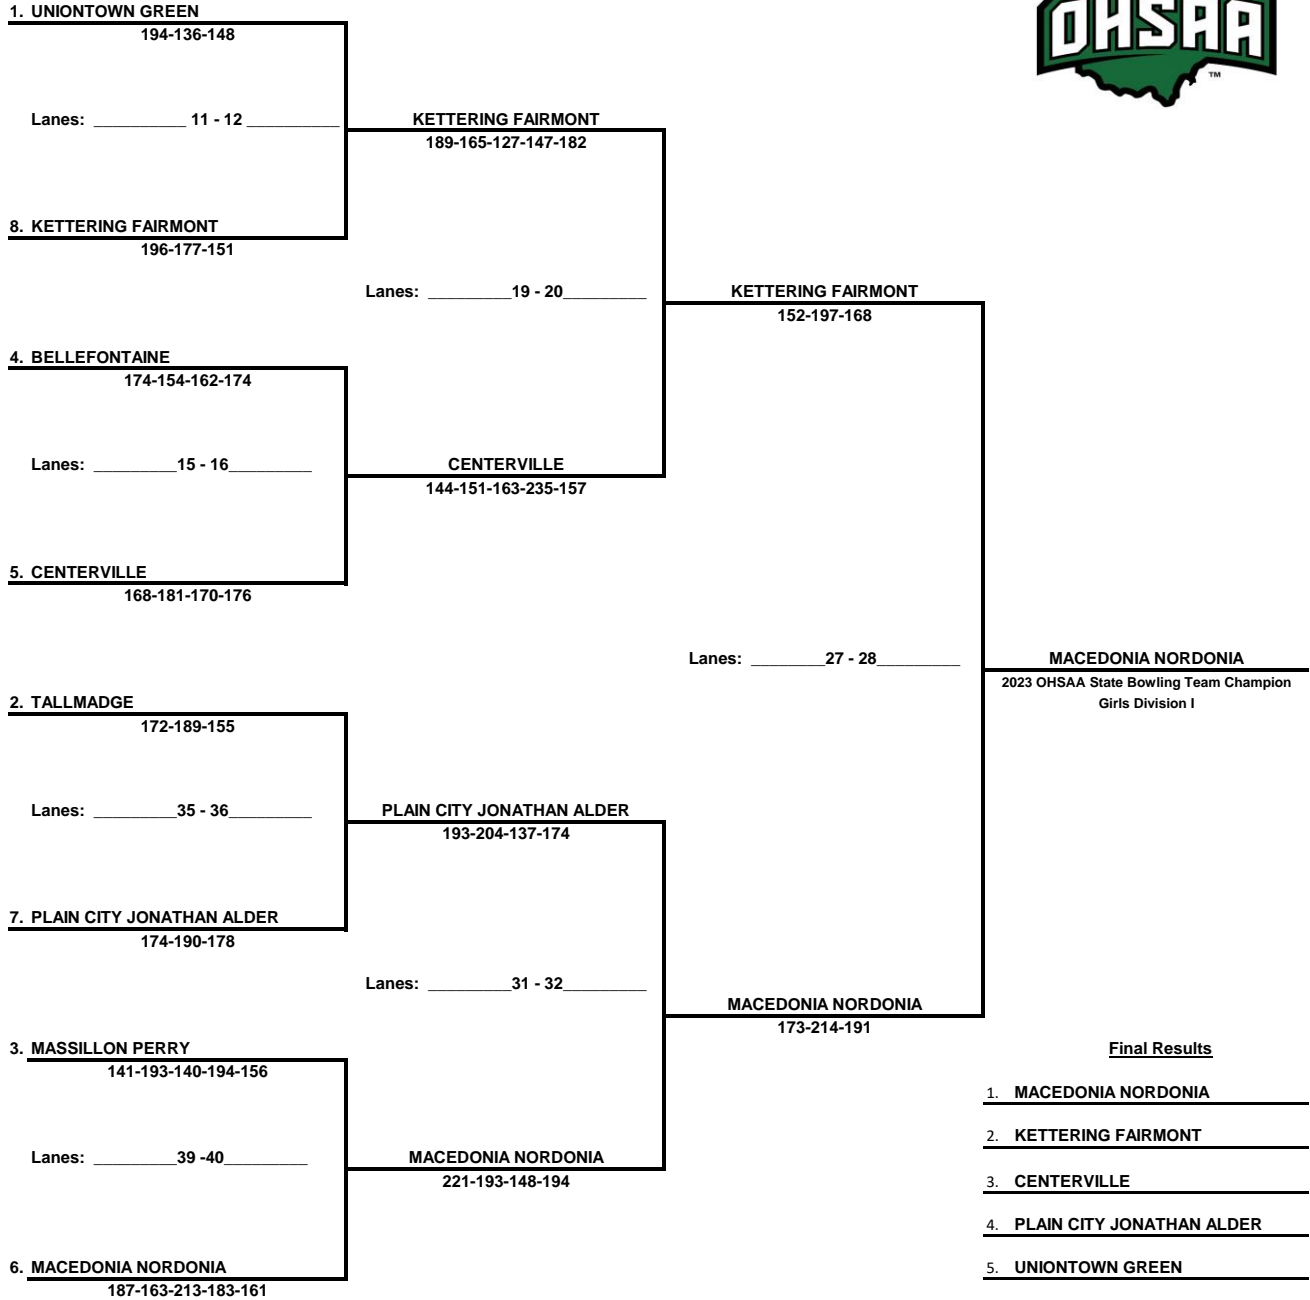 1. UNIONTOWN GREEN
194-136-148
OHSAA
TM
Lanes: __________ 11 - 12 __________
KETTERING FAIRMONT
189-165-127-147-182
8. KETTERING FAIRMONT
196-177-151
Lanes: _________19 - 20_________
KETTERING FAIRMONT
152-197-168
4. BELLEFONTAINE
174-154-162-174
Lanes: _________15 - 16_________
CENTERVILLE
144-151-163-235-157
5. CENTERVILLE
168-181-170-176
Lanes: ________27 - 28_________
MACEDONIA NORDONIA
2023 OHSAA State Bowling Team Champion
Girls Division I
2. TALLMADGE
172-189-155
Lanes: _________35 - 36_________
PLAIN CITY JONATHAN ALDER
193-204-137-174
7. PLAIN CITY JONATHAN ALDER
174-190-178
Lanes: _________31 - 32_________
MACEDONIA NORDONIA
173-214-191
3. MASSILLON PERRY
141-193-140-194-156
Lanes: _________39 -40_________
MACEDONIA NORDONIA
221-193-148-194
6. MACEDONIA NORDONIA
187-163-213-183-161
Final Results
1. MACEDONIA NORDONIA
2. KETTERING FAIRMONT
3. CENTERVILLE
4. PLAIN CITY JONATHAN ALDER
5. UNIONTOWN GREEN